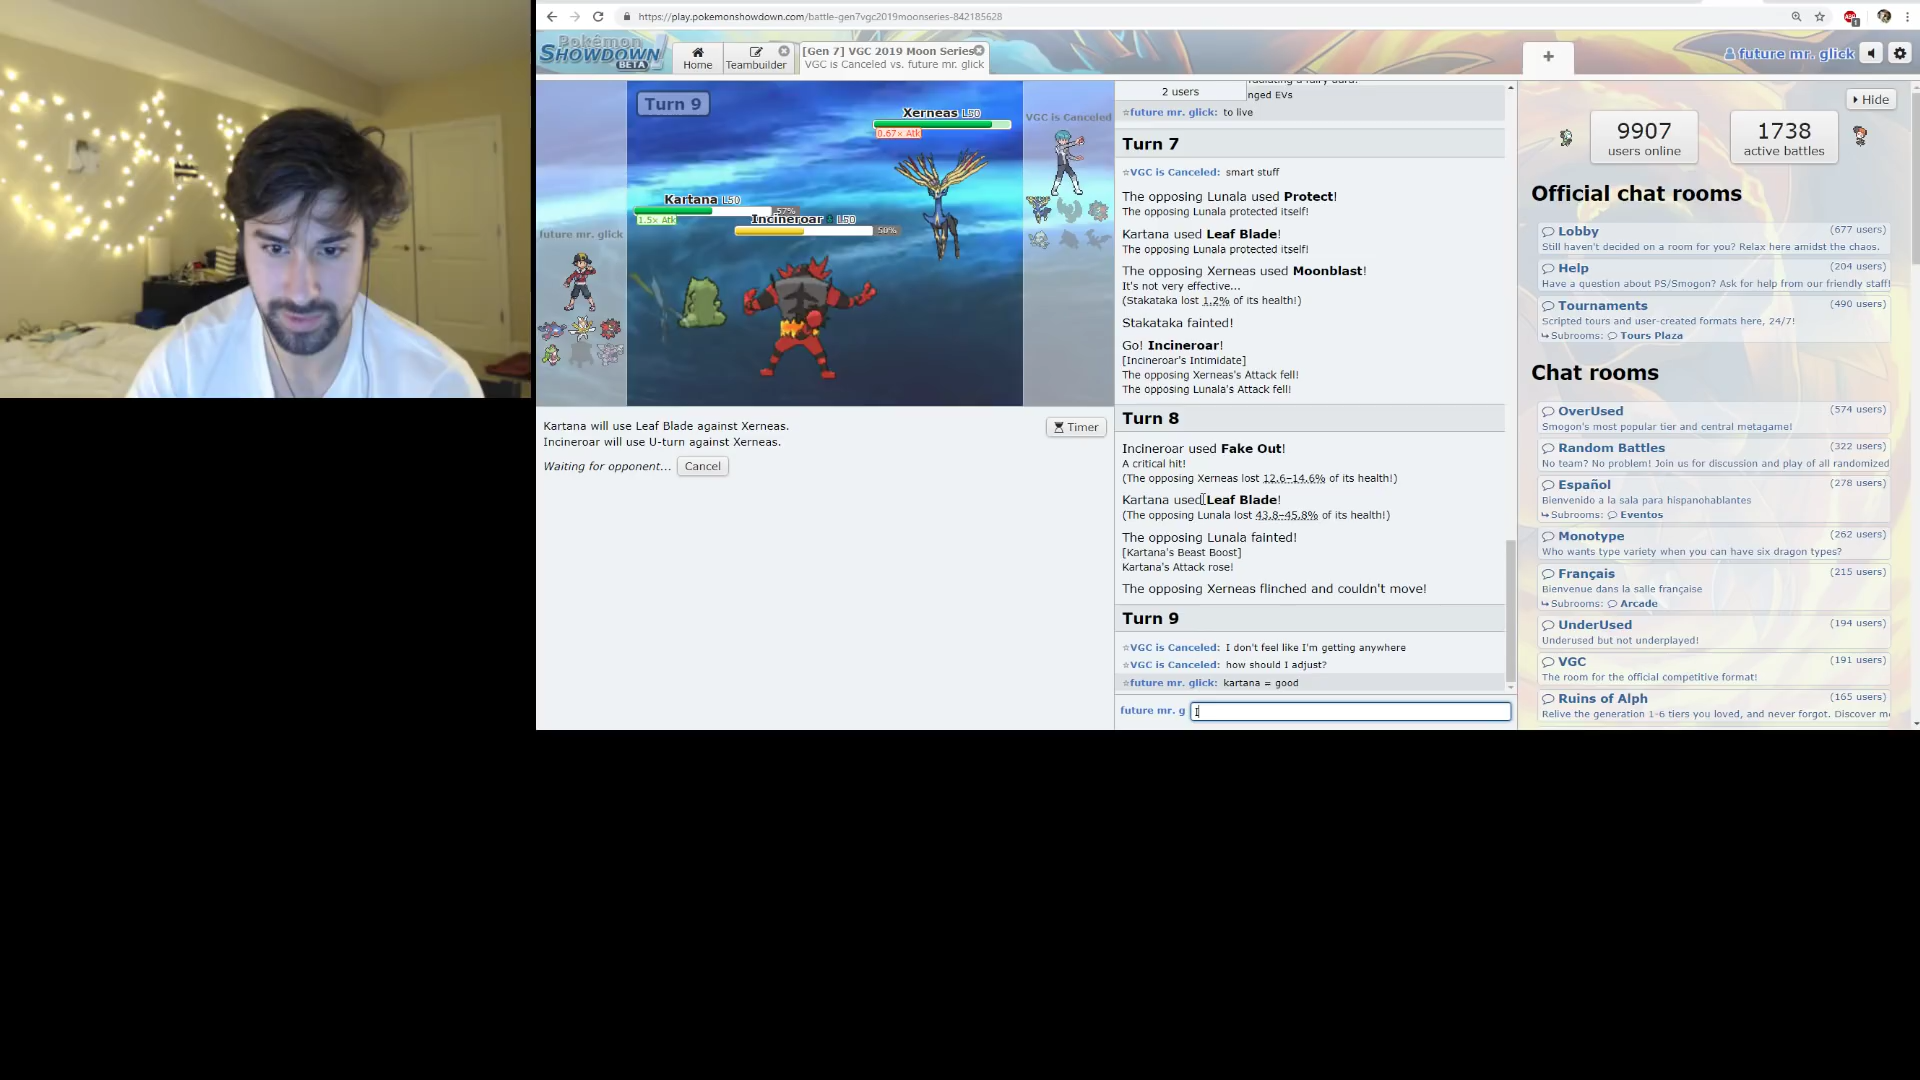 https://play.pokemonshowdown.com/battle-gen7vgc2019moonseries-842185628
Pokémon
SHOWDOWN
BETA
Home
Teambuilder
[Gen 7] VGC 2019 Moon Series
VGC is Canceled vs. future mr. glick
+
future mr. glick
Turn 9
Xerneas L50
0.67× Atk
Kartana L50
57%
1.5× Atk
Incineroar L50
50%
future mr. glick
VGC is Canceled
Kartana will use Leaf Blade against Xerneas.
Incineroar will use U-turn against Xerneas.
Waiting for opponent...
Cancel
Timer
2 users
nged EVs
☆future mr. glick: to live
Turn 7
☆VGC is Canceled: smart stuff
The opposing Lunala used Protect!
The opposing Lunala protected itself!
Kartana used Leaf Blade!
The opposing Lunala protected itself!
The opposing Xerneas used Moonblast!
It's not very effective...
(Stakataka lost 1.2% of its health!)
Stakataka fainted!
Go! Incineroar!
[Incineroar's Intimidate]
The opposing Xerneas's Attack fell!
The opposing Lunala's Attack fell!
Turn 8
Incineroar used Fake Out!
A critical hit!
(The opposing Xerneas lost 12.6–14.6% of its health!)
Kartana used Leaf Blade!
(The opposing Lunala lost 43.8–45.8% of its health!)
The opposing Lunala fainted!
[Kartana's Beast Boost]
Kartana's Attack rose!
The opposing Xerneas flinched and couldn't move!
Turn 9
☆VGC is Canceled: I don't feel like I'm getting anywhere
☆VGC is Canceled: how should I adjust?
☆future mr. glick: kartana = good
future mr. g
Hide
9907
users online
1738
active battles
Official chat rooms
Lobby (677 users)
Still haven't decided on a room for you? Relax here amidst the chaos.
Help (204 users)
Have a question about PS/Smogon? Ask for help from our friendly staff!
Tournaments (490 users)
Scripted tours and user-created formats here, 24/7!
Subrooms: Tours Plaza
Chat rooms
OverUsed (574 users)
Smogon's most popular tier and central metagame!
Random Battles (322 users)
No team? No problem! Join us for discussion and play of all randomized
Español (278 users)
Bienvenido a la sala para hispanohablantes
Subrooms: Eventos
Monotype (262 users)
Who wants type variety when you can have six dragon types?
Français (215 users)
Bienvenue dans la salle française
Subrooms: Arcade
UnderUsed (194 users)
Underused but not underplayed!
VGC (191 users)
The room for the official competitive format!
Ruins of Alph (165 users)
Relive the generation 1-6 tiers you loved, and never forgot. Discover